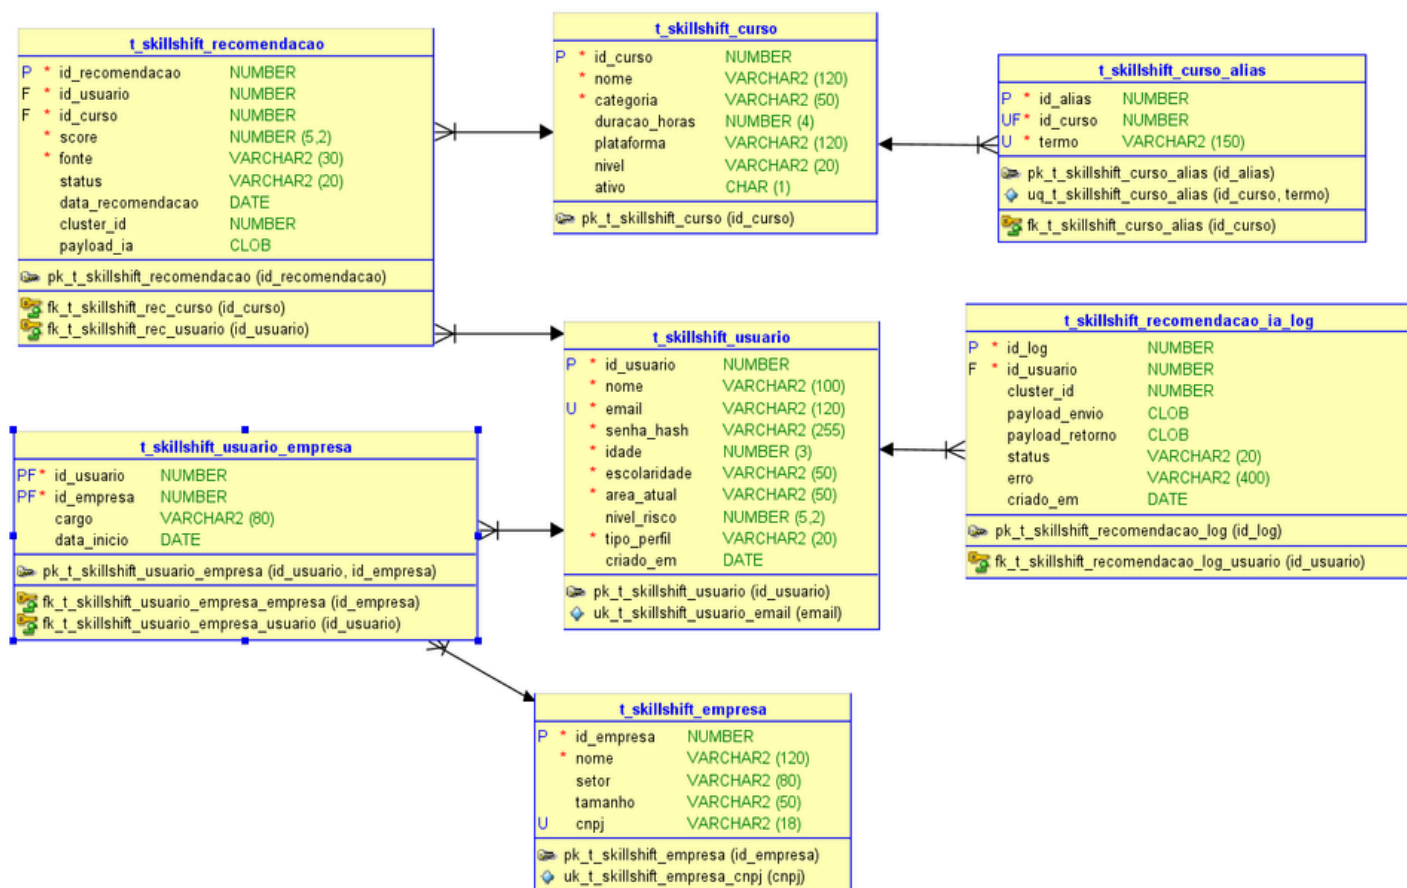 t_skillshift_recomendacao
P * id_recomendacao NUMBER
F * id_usuario NUMBER
F * id_curso NUMBER
* score NUMBER (5,2)
* fonte VARCHAR2 (30)
status VARCHAR2 (20)
data_recomendacao DATE
cluster_id NUMBER
payload_ia CLOB
pk_t_skillshift_recomendacao (id_recomendacao)
fk_t_skillshift_rec_curso (id_curso)
fk_t_skillshift_rec_usuario (id_usuario)
t_skillshift_curso
P * id_curso NUMBER
* nome VARCHAR2 (120)
* categoria VARCHAR2 (50)
duracao_horas NUMBER (4)
plataforma VARCHAR2 (120)
nivel VARCHAR2 (20)
ativo CHAR (1)
pk_t_skillshift_curso (id_curso)
t_skillshift_curso_alias
P * id_alias NUMBER
UF * id_curso NUMBER
U * termo VARCHAR2 (150)
pk_t_skillshift_curso_alias (id_alias)
uq_t_skillshift_curso_alias (id_curso, termo)
fk_t_skillshift_curso_alias (id_curso)
t_skillshift_usuario
P * id_usuario NUMBER
* nome VARCHAR2 (100)
U * email VARCHAR2 (120)
* senha_hash VARCHAR2 (255)
* idade NUMBER (3)
* escolaridade VARCHAR2 (50)
* area_atual VARCHAR2 (50)
nivel_risco NUMBER (5,2)
* tipo_perfil VARCHAR2 (20)
criado_em DATE
pk_t_skillshift_usuario (id_usuario)
uk_t_skillshift_usuario_email (email)
t_skillshift_recomendacao_ia_log
P * id_log NUMBER
F * id_usuario NUMBER
cluster_id NUMBER
payload_envio CLOB
payload_retorno CLOB
status VARCHAR2 (20)
erro VARCHAR2 (400)
criado_em DATE
pk_t_skillshift_recomendacao_log (id_log)
fk_t_skillshift_recomendacao_log_usuario (id_usuario)
t_skillshift_usuario_empresa
PF * id_usuario NUMBER
PF * id_empresa NUMBER
cargo VARCHAR2 (80)
data_inicio DATE
pk_t_skillshift_usuario_empresa (id_usuario, id_empresa)
fk_t_skillshift_usuario_empresa_empresa (id_empresa)
fk_t_skillshift_usuario_empresa_usuario (id_usuario)
t_skillshift_empresa
P * id_empresa NUMBER
* nome VARCHAR2 (120)
setor VARCHAR2 (80)
tamanho VARCHAR2 (50)
U cnpj VARCHAR2 (18)
pk_t_skillshift_empresa (id_empresa)
uk_t_skillshift_empresa_cnpj (cnpj)